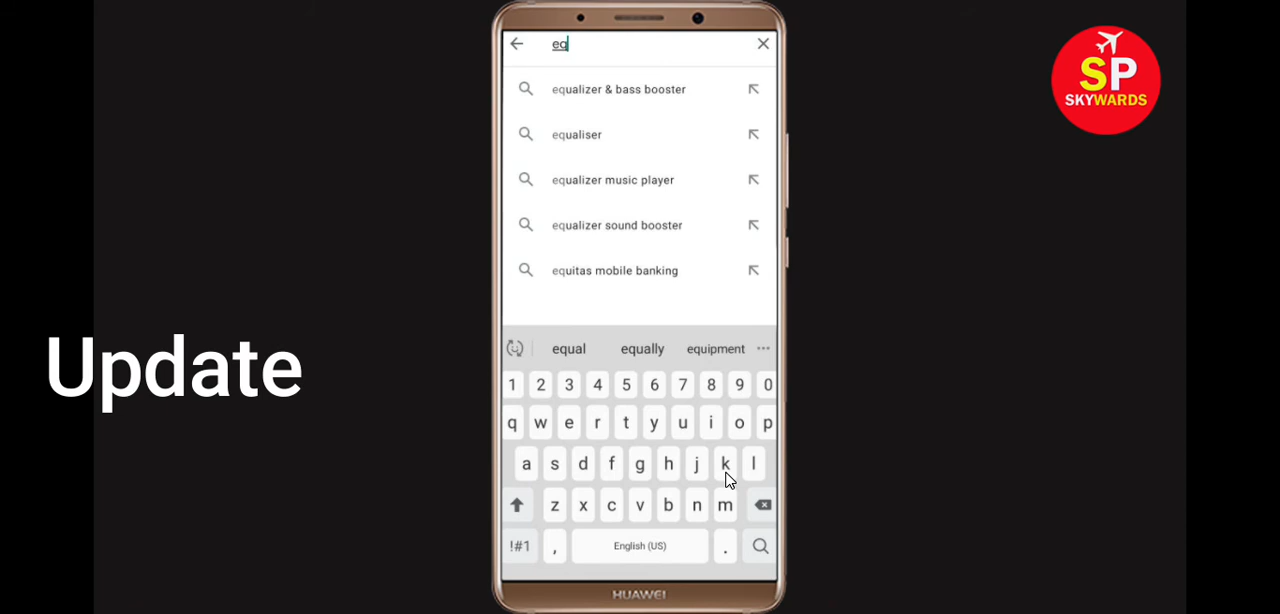 eq
equalizer & bass booster
equaliser
equalizer music player
equalizer sound booster
equitas mobile banking
equal equally equipment ...
1 2 3 4 5 6 7 8 9 0
q w e r t y u i o p
a s d f g h j k l
z x c v b n m
!#1 , English (US) .
HUAWEI
Update
SP
SKYWARDS